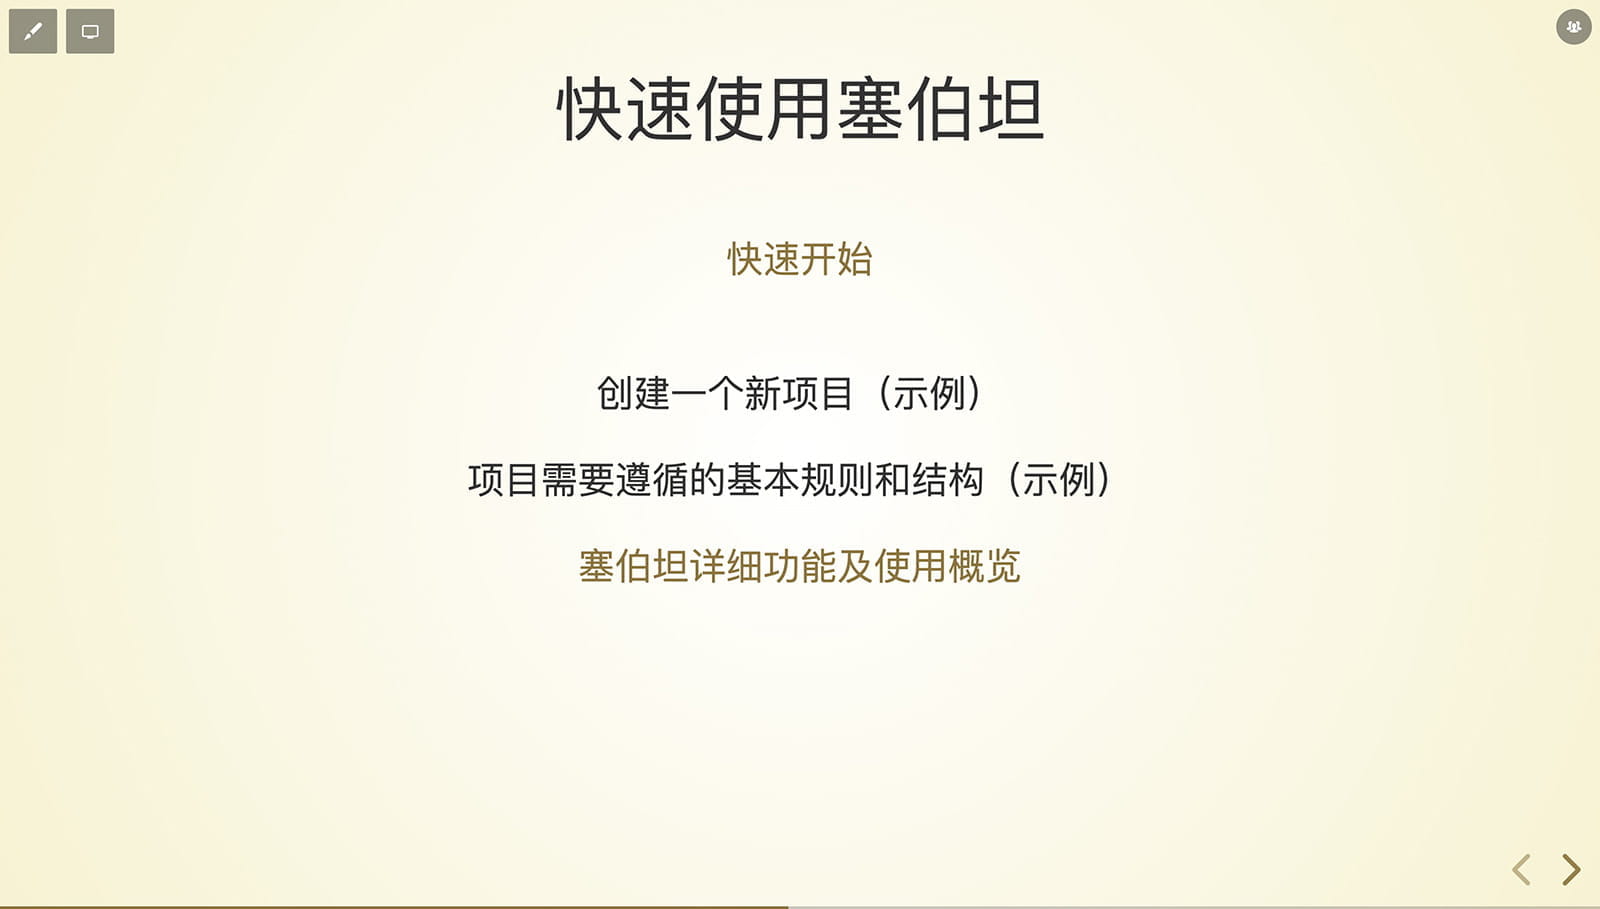 快速使用塞伯坦
快速开始
创建一个新项目（示例）
项目需要遵循的基本规则和结构（示例）
塞伯坦详细功能及使用概览